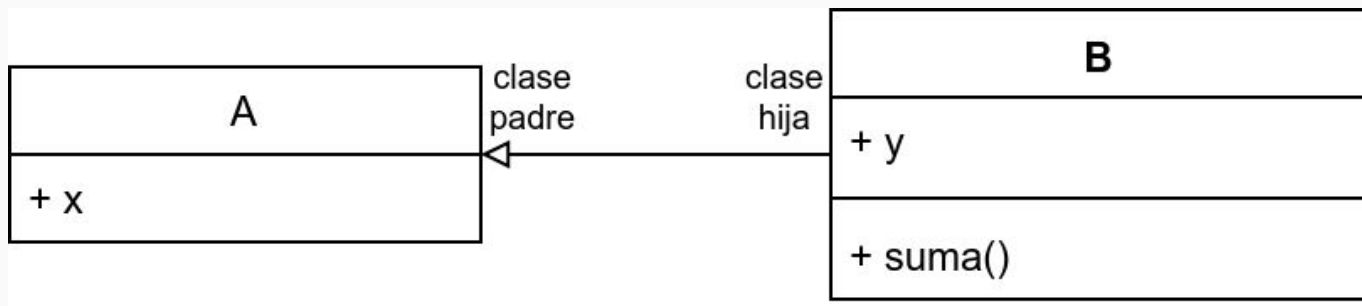 A
+ x
clase
padre
clase
hija
B
+ y
+ suma()